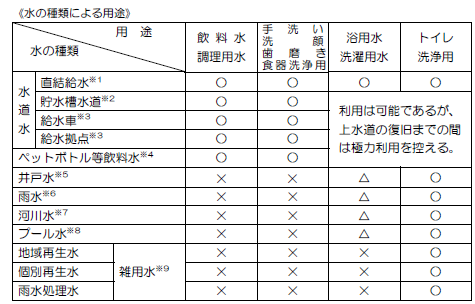 《水の種類による用途》
用 途
水の種類
飲 料 水
調理用水
手洗い
洗顔
歯磨き
食器洗浄用
浴用水
洗濯用水
トイレ
洗浄用
水道水
直結給水※1 ○ ○ ○ ○
貯水槽水道※2 ○ ○
給水車※3 ○ ○
給水拠点※3 ○ ○
ペットボトル等飲料水※4 ○ ○
利用は可能であるが、
上水道の復旧までの間
は極力利用を控える。
井戸水※5 × × △ ○
雨水※6 × × △ ○
河川水※7 × × △ ○
プール水※8 × × △ ○
地域再生水 × × × ○
個別再生水 雑用水※9 × × × ○
雨水処理水 × × × ○